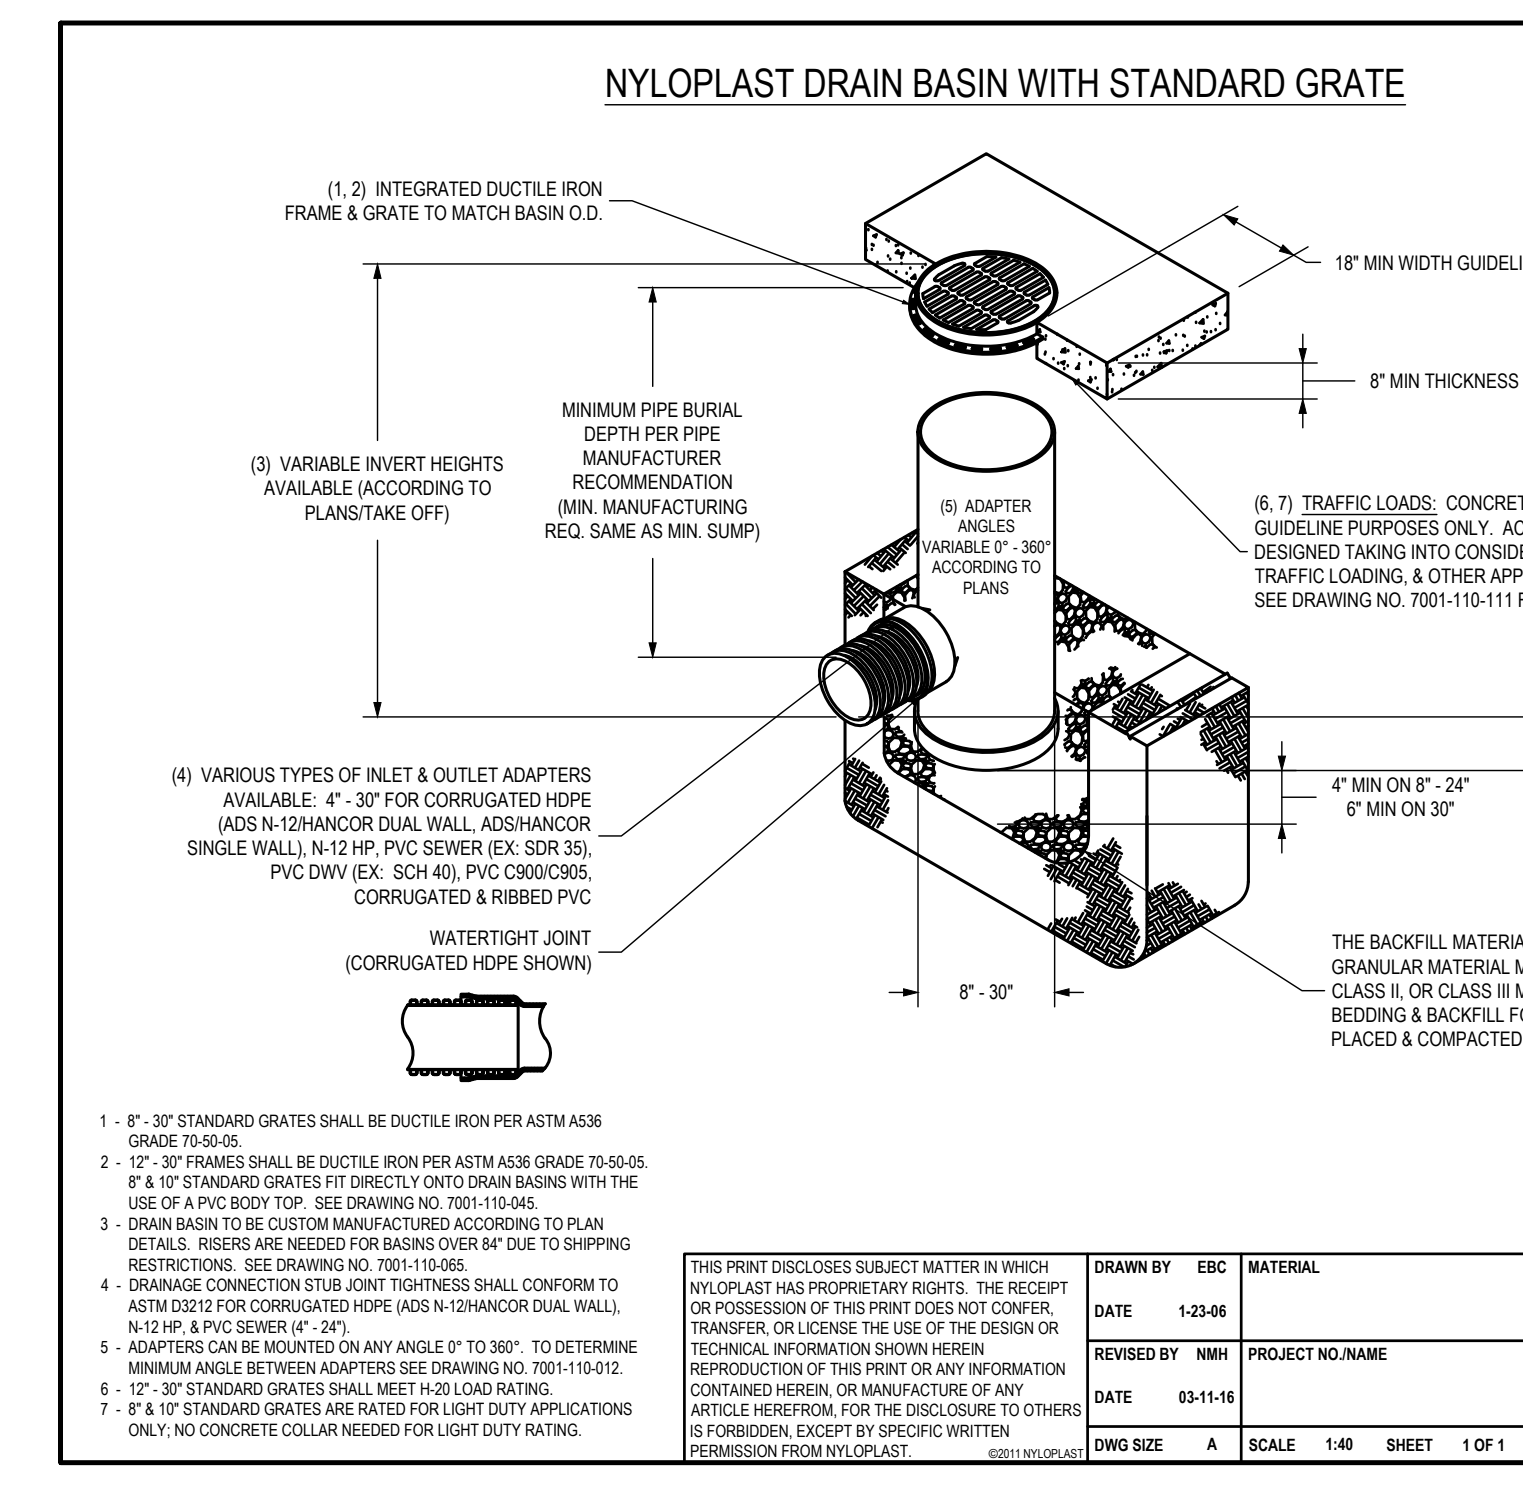 NYLOPLAST DRAIN BASIN WITH STANDARD GRATE
(1, 2) INTEGRATED DUCTILE IRON
FRAME & GRATE TO MATCH BASIN O.D.
18" MIN WIDTH GUIDELI
8" MIN THICKNESS
MINIMUM PIPE BURIAL
DEPTH PER PIPE
MANUFACTURER
RECOMMENDATION
(MIN. MANUFACTURING
REQ. SAME AS MIN. SUMP)
(3) VARIABLE INVERT HEIGHTS
AVAILABLE (ACCORDING TO
PLANS/TAKE OFF)
(5) ADAPTER
ANGLES
VARIABLE 0° - 360°
ACCORDING TO
PLANS
(6, 7) TRAFFIC LOADS: CONCRET
GUIDELINE PURPOSES ONLY. AC
DESIGNED TAKING INTO CONSIDE
TRAFFIC LOADING, & OTHER APP
SEE DRAWING NO. 7001-110-111 F
(4) VARIOUS TYPES OF INLET & OUTLET ADAPTERS
AVAILABLE: 4" - 30" FOR CORRUGATED HDPE
(ADS N-12/HANCOR DUAL WALL, ADS/HANCOR
SINGLE WALL), N-12 HP, PVC SEWER (EX: SDR 35),
PVC DWV (EX: SCH 40), PVC C900/C905,
CORRUGATED & RIBBED PVC
4" MIN ON 8" - 24"
6" MIN ON 30"
WATERTIGHT JOINT
(CORRUGATED HDPE SHOWN)
8" - 30"
THE BACKFILL MATERIA
GRANULAR MATERIAL M
CLASS II, OR CLASS III M
BEDDING & BACKFILL FO
PLACED & COMPACTED
1 - 8" - 30" STANDARD GRATES SHALL BE DUCTILE IRON PER ASTM A536
GRADE 70-50-05.
2 - 12" - 30" FRAMES SHALL BE DUCTILE IRON PER ASTM A536 GRADE 70-50-05.
8" & 10" STANDARD GRATES FIT DIRECTLY ONTO DRAIN BASINS WITH THE
USE OF A PVC BODY TOP. SEE DRAWING NO. 7001-110-045.
3 - DRAIN BASIN TO BE CUSTOM MANUFACTURED ACCORDING TO PLAN
DETAILS. RISERS ARE NEEDED FOR BASINS OVER 84" DUE TO SHIPPING
RESTRICTIONS. SEE DRAWING NO. 7001-110-065.
4 - DRAINAGE CONNECTION STUB JOINT TIGHTNESS SHALL CONFORM TO
ASTM D3212 FOR CORRUGATED HDPE (ADS N-12/HANCOR DUAL WALL),
N-12 HP, & PVC SEWER (4" - 24").
5 - ADAPTERS CAN BE MOUNTED ON ANY ANGLE 0° TO 360°. TO DETERMINE
MINIMUM ANGLE BETWEEN ADAPTERS SEE DRAWING NO. 7001-110-012.
6 - 12" - 30" STANDARD GRATES SHALL MEET H-20 LOAD RATING.
7 - 8" & 10" STANDARD GRATES ARE RATED FOR LIGHT DUTY APPLICATIONS
ONLY; NO CONCRETE COLLAR NEEDED FOR LIGHT DUTY RATING.
THIS PRINT DISCLOSES SUBJECT MATTER IN WHICH
NYLOPLAST HAS PROPRIETARY RIGHTS. THE RECEIPT
OR POSSESSION OF THIS PRINT DOES NOT CONFER,
TRANSFER, OR LICENSE THE USE OF THE DESIGN OR
TECHNICAL INFORMATION SHOWN HEREIN
REPRODUCTION OF THIS PRINT OR ANY INFORMATION
CONTAINED HEREIN, OR MANUFACTURE OF ANY
ARTICLE HEREFROM, FOR THE DISCLOSURE TO OTHERS
IS FORBIDDEN, EXCEPT BY SPECIFIC WRITTEN
PERMISSION FROM NYLOPLAST.
©2011 NYLOPLAST
DRAWN BY EBC
DATE 1-23-06
REVISED BY NMH
DATE 03-11-16
DWG SIZE A
MATERIAL
PROJECT NO./NAME
SCALE 1:40 SHEET 1 OF 1